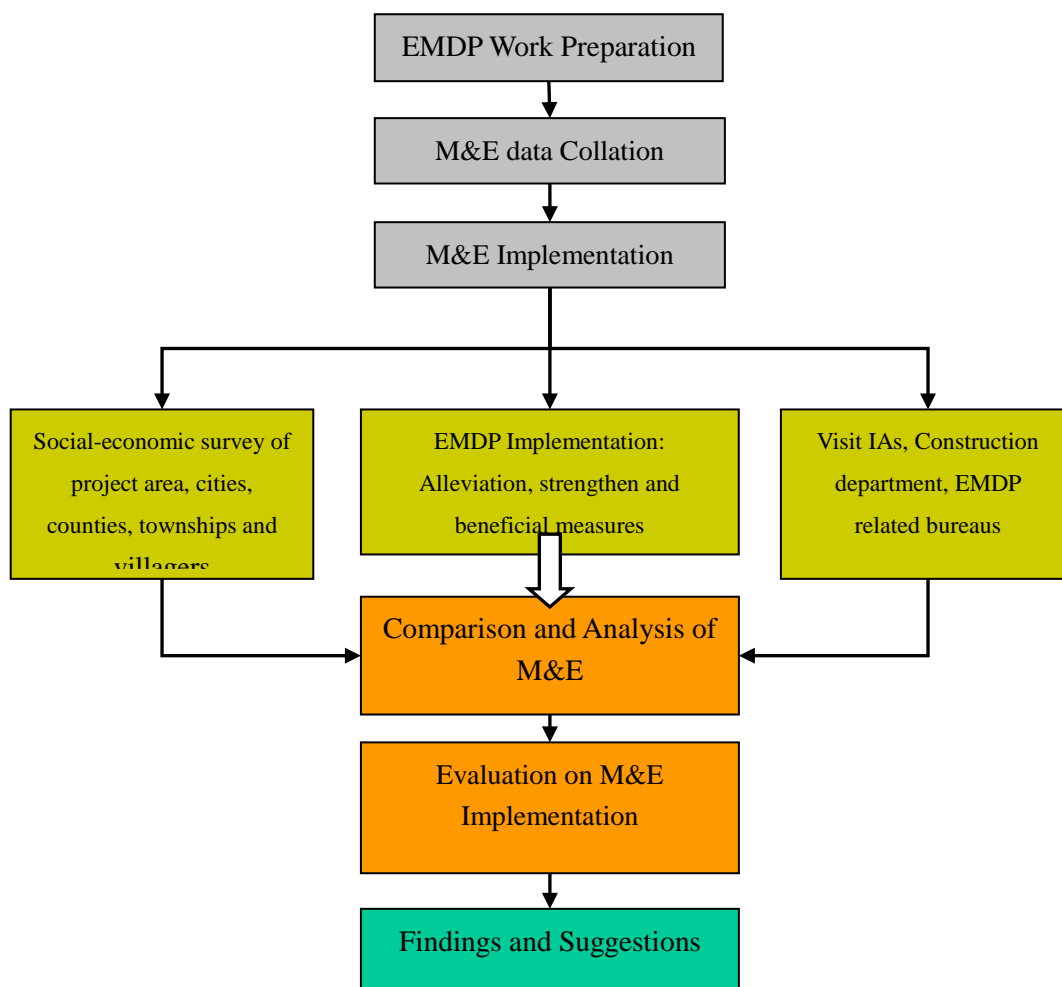 EMDP Work Preparation
M&E data Collation
M&E Implementation
Social-economic survey of
project area, cities,
counties, townships and
villagers
EMDP Implementation:
Alleviation, strengthen and
beneficial measures
Visit IAs, Construction
department, EMDP
related bureaus
Comparison and Analysis of
M&E
Evaluation on M&E
Implementation
Findings and Suggestions